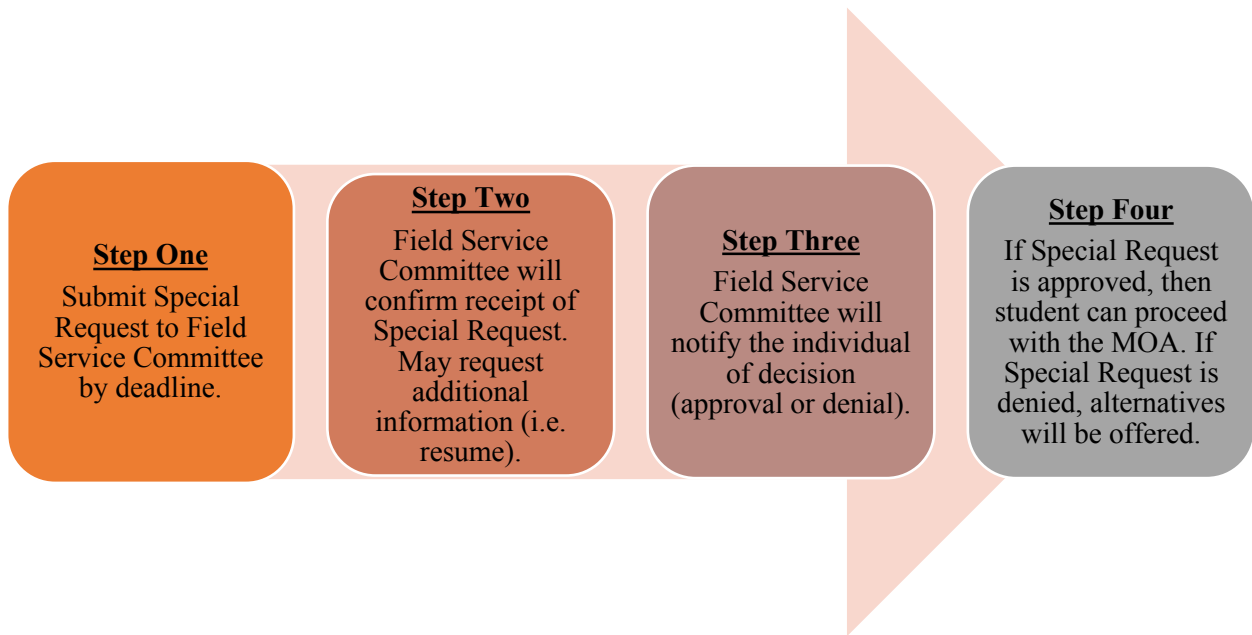 Step One
Submit Special
Request to Field
Service Committee
by deadline.
Step Two
Field Service
Committee will
confirm receipt of
Special Request.
May request
additional
information (i.e.
resume).
Step Three
Field Service
Committee will
notify the individual
of decision
(approval or denial).
Step Four
If Special Request
is approved, then
student can proceed
with the MOA. If
Special Request is
denied, alternatives
will be offered.